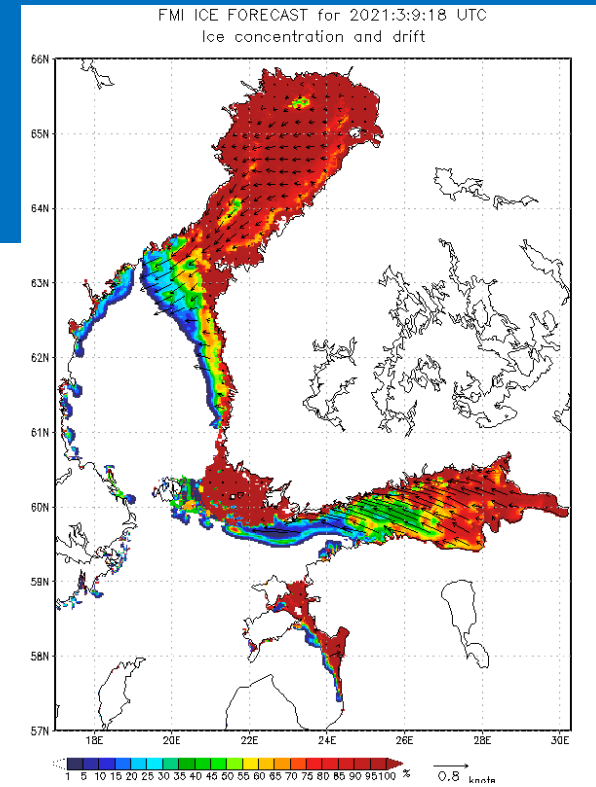 FMI ICE FORECAST for 2021:3:9:18 UTC
Ice concentration and drift
66N
65N
64N
63N
62N
61N
60N
59N
58N
57N
18E 20E 22E 24E 26E 28E 30E
1 5 10 15 20 25 30 35 40 45 50 55 60 65 70 75 80 85 90 95 100 %
0.8 knots